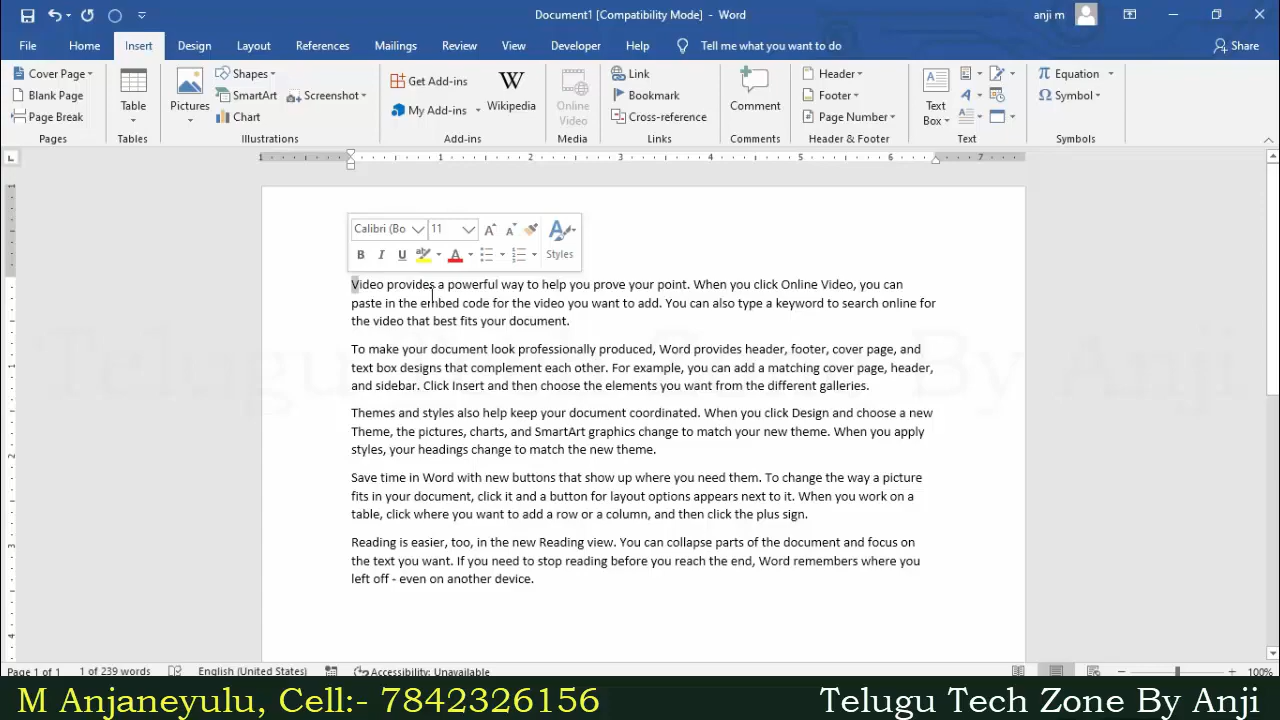 Document1 [Compatibility Mode] - Word
anji m
File Home Insert Design Layout References Mailings Review View Developer Help Tell me what you want to do Share
Cover Page
Blank Page
Page Break
Pages
Table
Tables
Pictures
Shapes
SmartArt
Chart
Screenshot
Illustrations
Get Add-ins
My Add-ins
Wikipedia
Add-ins
Online
Video
Media
Link
Bookmark
Cross-reference
Links
Comment
Comments
Header
Footer
Page Number
Header & Footer
Text
Box
Text
Equation
Symbol
Symbols
1 1 2 3 4 5 6 7
Calibri (Bo 11
B I U A Styles
Video provides a powerful way to help you prove your point. When you click Online Video, you can
paste in the embed code for the video you want to add. You can also type a keyword to search online for
the video that best fits your document.
To make your document look professionally produced, Word provides header, footer, cover page, and
text box designs that complement each other. For example, you can add a matching cover page, header,
and sidebar. Click Insert and then choose the elements you want from the different galleries.
Themes and styles also help keep your document coordinated. When you click Design and choose a new
Theme, the pictures, charts, and SmartArt graphics change to match your new theme. When you apply
styles, your headings change to match the new theme.
Save time in Word with new buttons that show up where you need them. To change the way a picture
fits in your document, click it and a button for layout options appears next to it. When you work on a
table, click where you want to add a row or a column, and then click the plus sign.
Reading is easier, too, in the new Reading view. You can collapse parts of the document and focus on
the text you want. If you need to stop reading before you reach the end, Word remembers where you
left off - even on another device.
Telugu Tech Zone By Anji
Page 1 of 1 1 of 239 words English (United States) Accessibility: Unavailable 100%
M Anjaneyulu, Cell:- 7842326156 Telugu Tech Zone By Anji